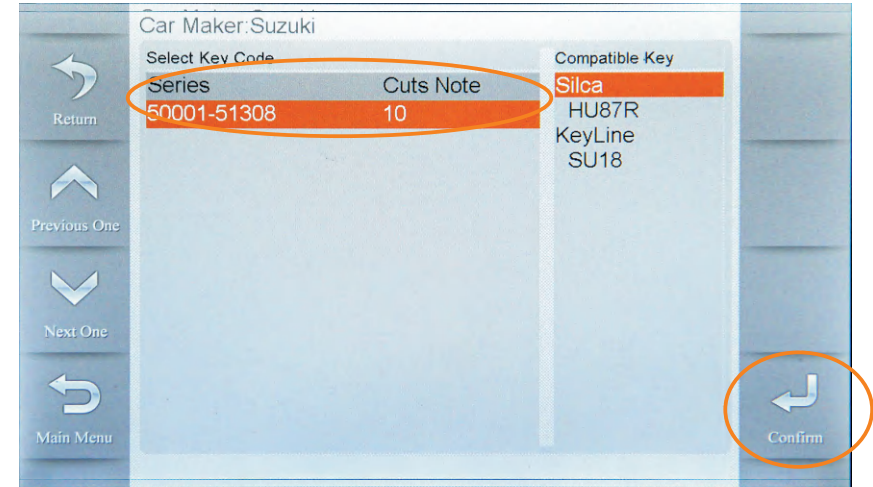 Car Maker:Suzuki
Select Key Code
Compatible Key
Series Cuts Note
Silca
50001-51308 10
HU87R
KeyLine
SU18
Return
Previous One
Next One
Main Menu
Confirm